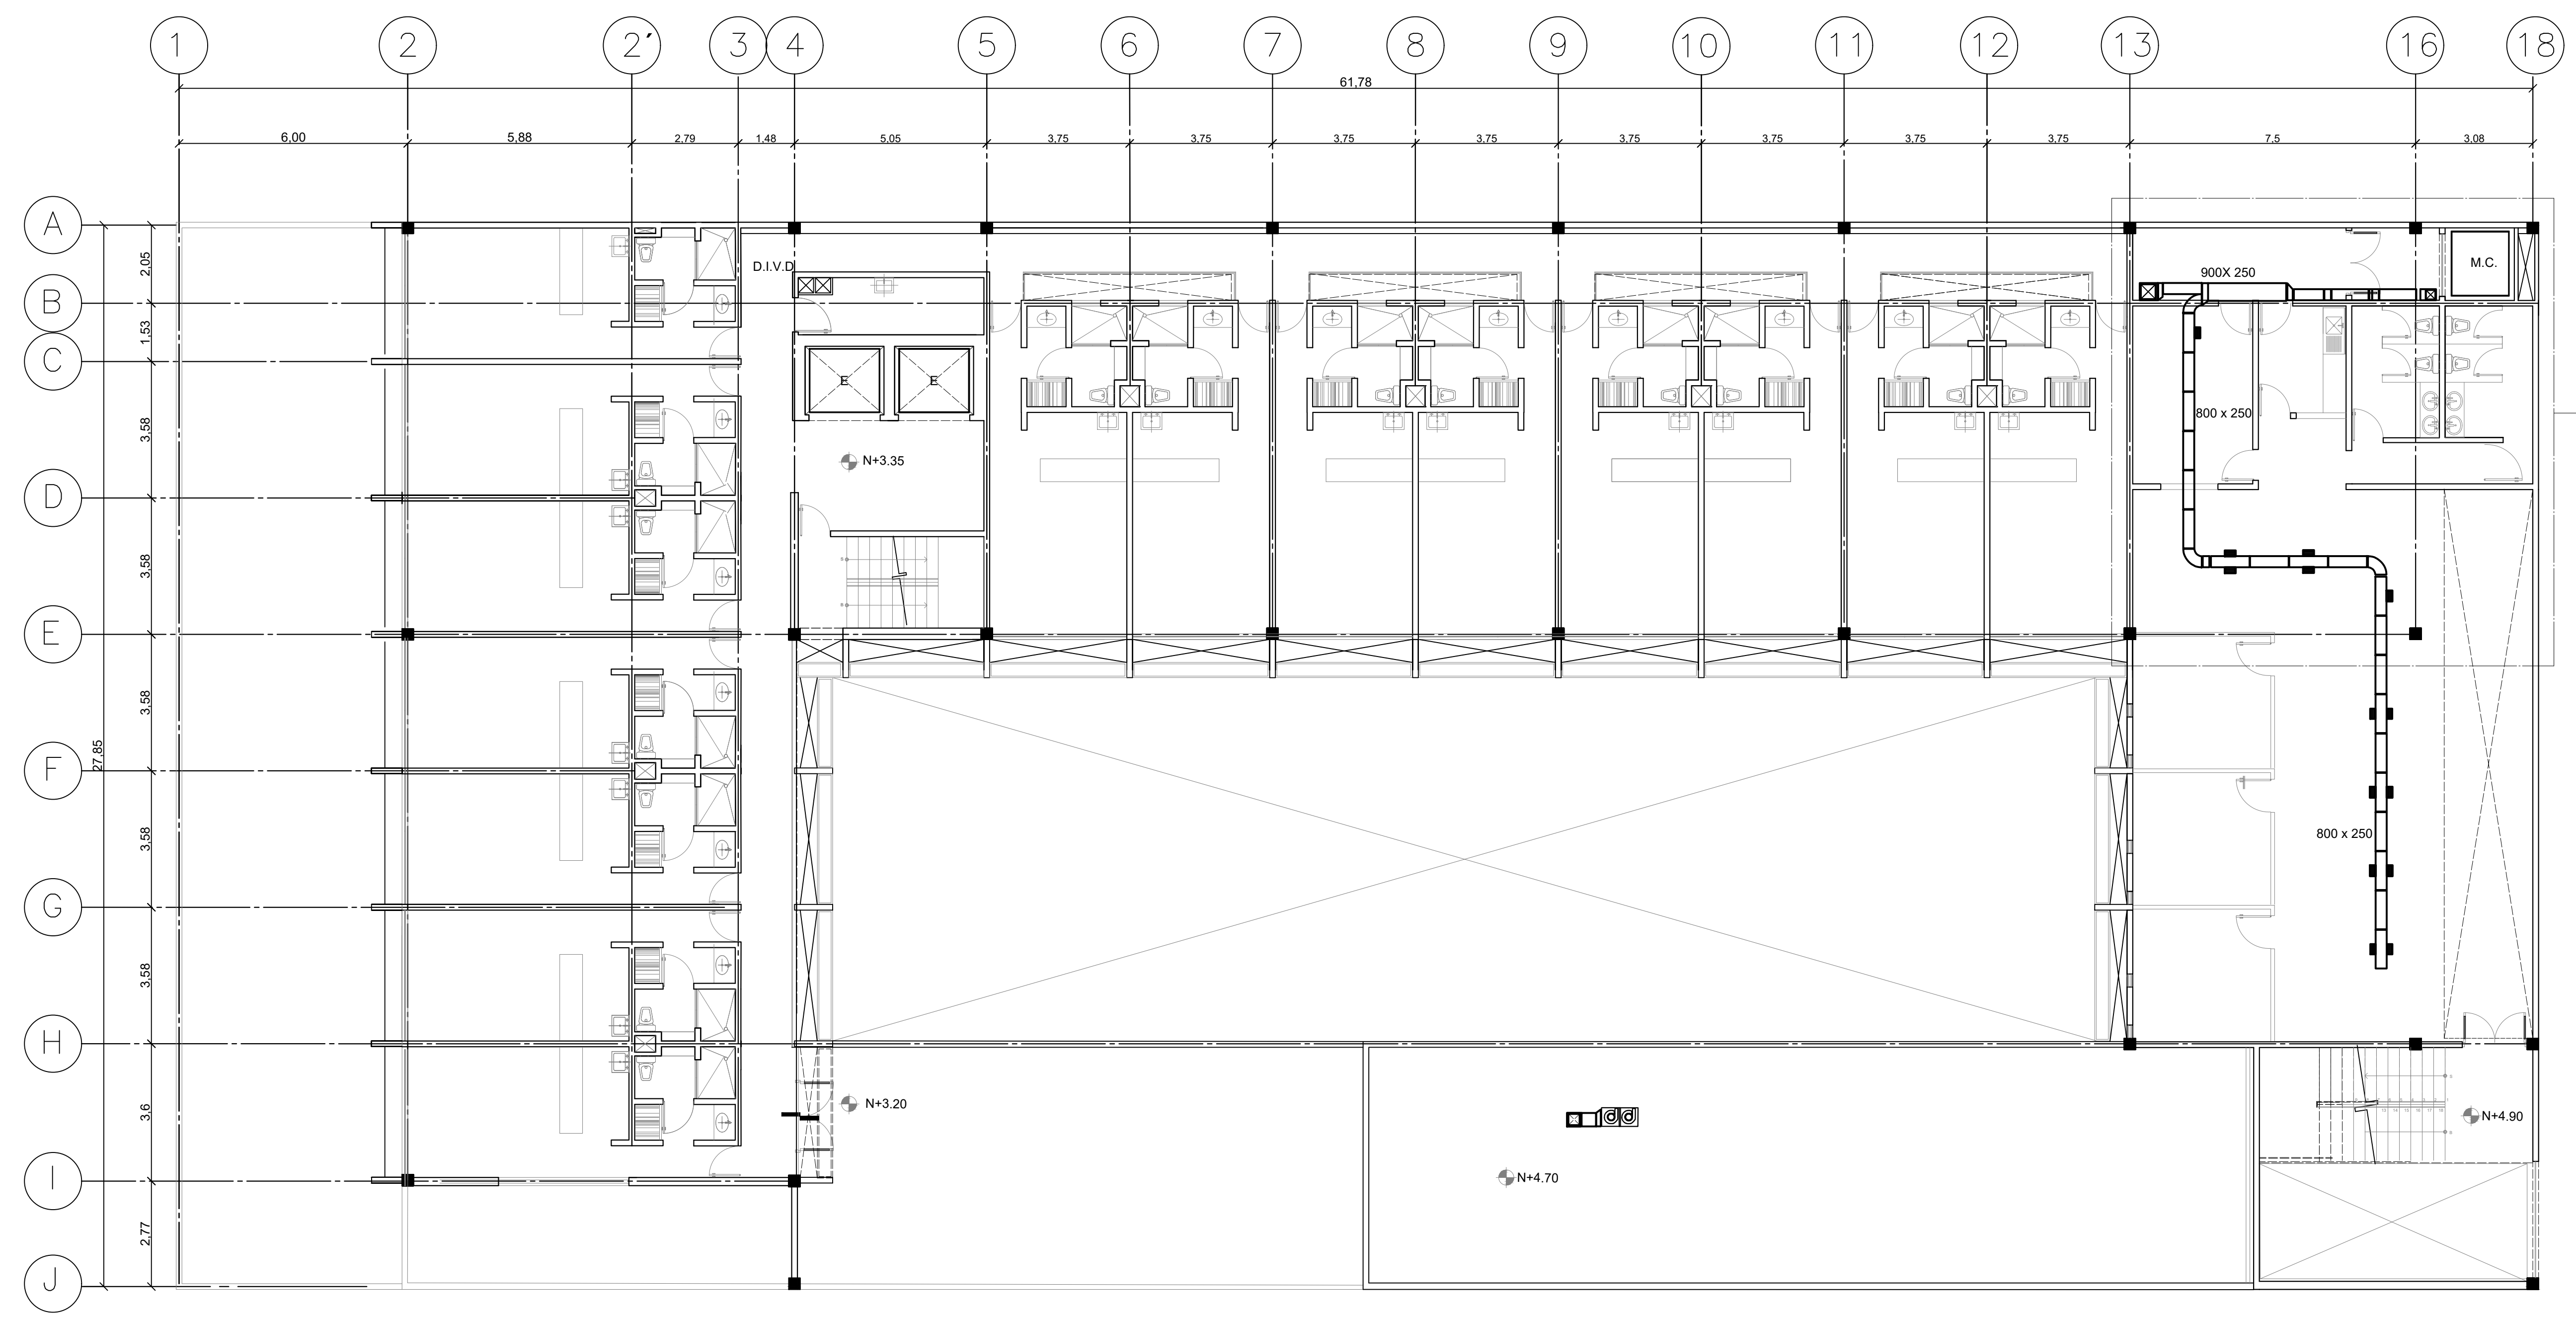 1 2 2´ 3 4 5 6 7 8 9 10 11 12 13 16 18
61,78
6,00 5,88 2,79 1,48 5,05 3,75 3,75 3,75 3,75 3,75 3,75 3,75 3,75 7,5 3,08
A
2,05
D.I.V.D
M.C.
900X 250
B
1,53
C
E E
3,58
800 x 250
N+3.35
D
3,58
E
3,58
27,85
F
3,58
800 x 250
G
3,58
H
3,6
N+3.20
N+4.90
N+4.70
I
2,77
J